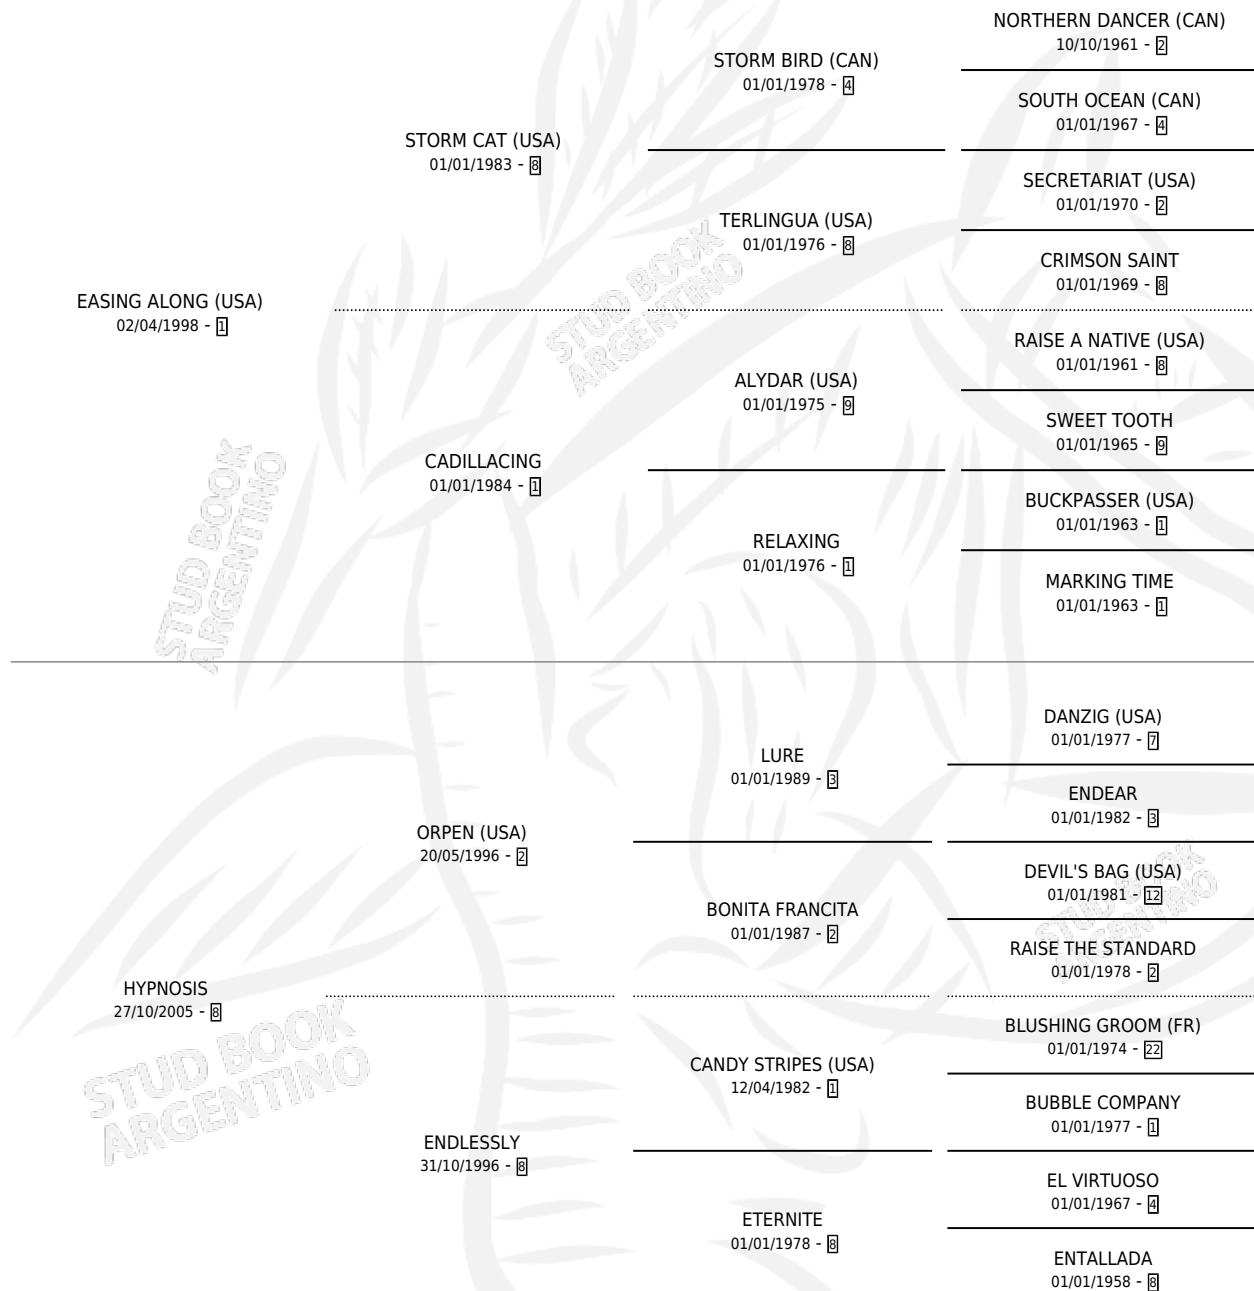 NORTHERN DANCER (CAN)
10/10/1961 - 2
STORM BIRD (CAN)
01/01/1978 - 4
SOUTH OCEAN (CAN)
01/01/1967 - 4
STORM CAT (USA)
01/01/1983 - 8
SECRETARIAT (USA)
01/01/1970 - 2
TERLINGUA (USA)
01/01/1976 - 8
CRIMSON SAINT
01/01/1969 - 8
EASING ALONG (USA)
02/04/1998 - 1
RAISE A NATIVE (USA)
01/01/1961 - 8
ALYDAR (USA)
01/01/1975 - 9
SWEET TOOTH
01/01/1965 - 9
CADILLACING
01/01/1984 - 1
BUCKPASSER (USA)
01/01/1963 - 1
RELAXING
01/01/1976 - 1
MARKING TIME
01/01/1963 - 1
DANZIG (USA)
01/01/1977 - 7
LURE
01/01/1989 - 3
ENDEAR
01/01/1982 - 3
ORPEN (USA)
20/05/1996 - 2
DEVIL'S BAG (USA)
01/01/1981 - 12
BONITA FRANCITA
01/01/1987 - 2
RAISE THE STANDARD
01/01/1978 - 2
HYPNOSIS
27/10/2005 - 8
BLUSHING GROOM (FR)
01/01/1974 - 22
CANDY STRIPES (USA)
12/04/1982 - 1
BUBBLE COMPANY
01/01/1977 - 1
ENDLESSLY
31/10/1996 - 8
EL VIRTUOSO
01/01/1967 - 4
ETERNITE
01/01/1978 - 8
ENTALLADA
01/01/1958 - 8
STUD BOOK
ARGENTINO
STUD BOOK
ARGENTINO
STUD BOOK
ARGENTINO
STUD BOOK
ARGENTINO